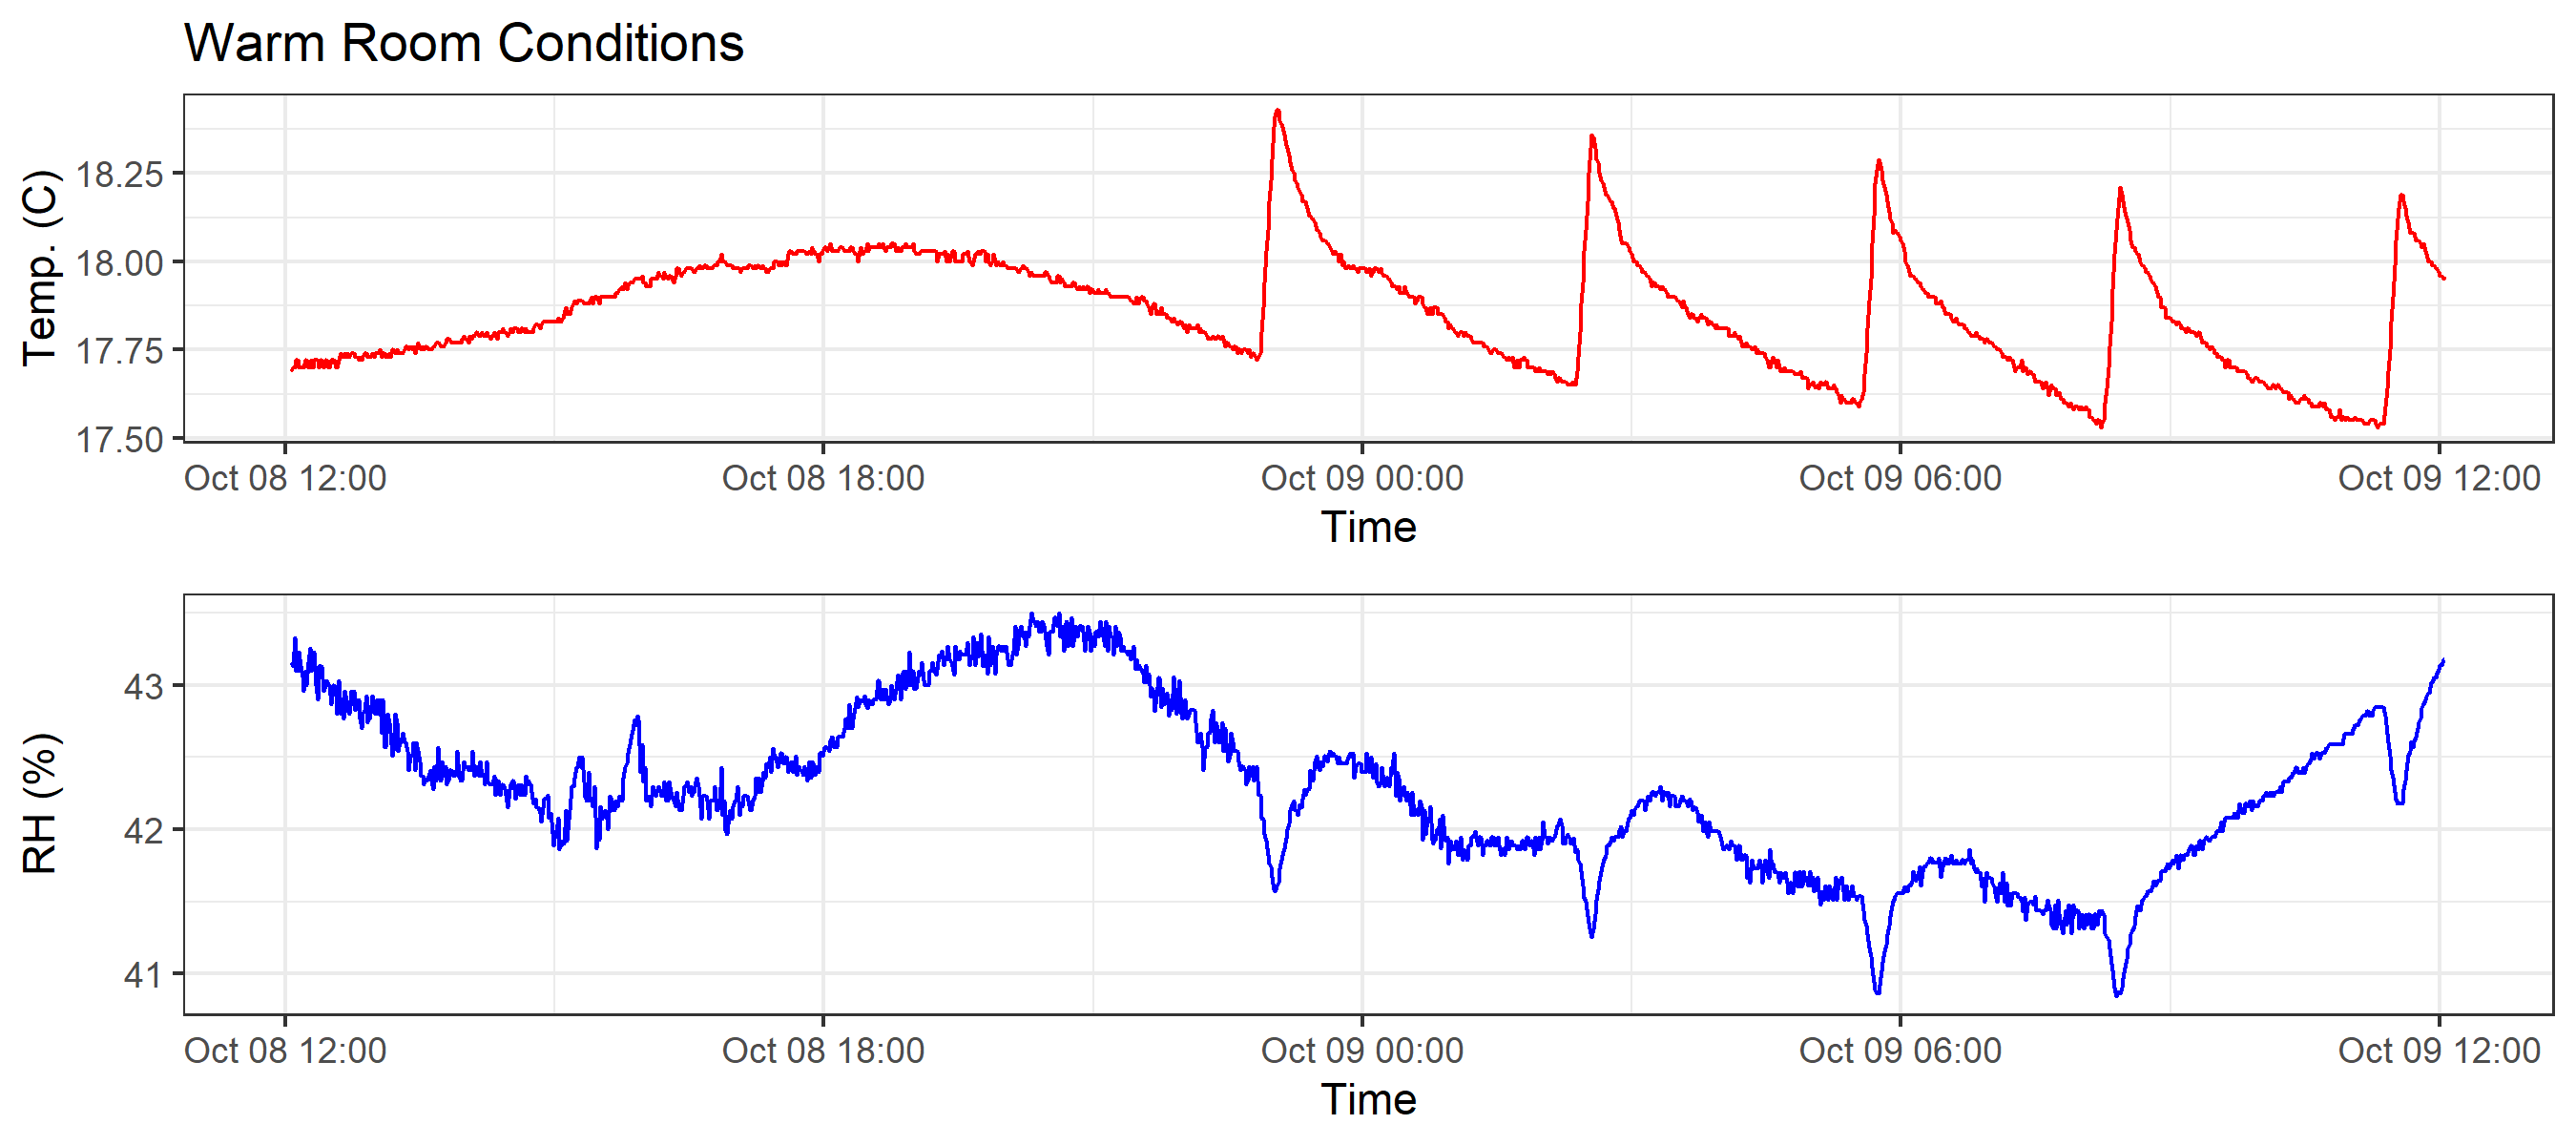 Warm Room Conditions
Temp. (C)
18.25
18.00
17.75
17.50
Oct 08 12:00 Oct 08 18:00 Oct 09 00:00 Oct 09 06:00 Oct 09 12:00
Time
RH (%)
43
42
41
Oct 08 12:00 Oct 08 18:00 Oct 09 00:00 Oct 09 06:00 Oct 09 12:00
Time